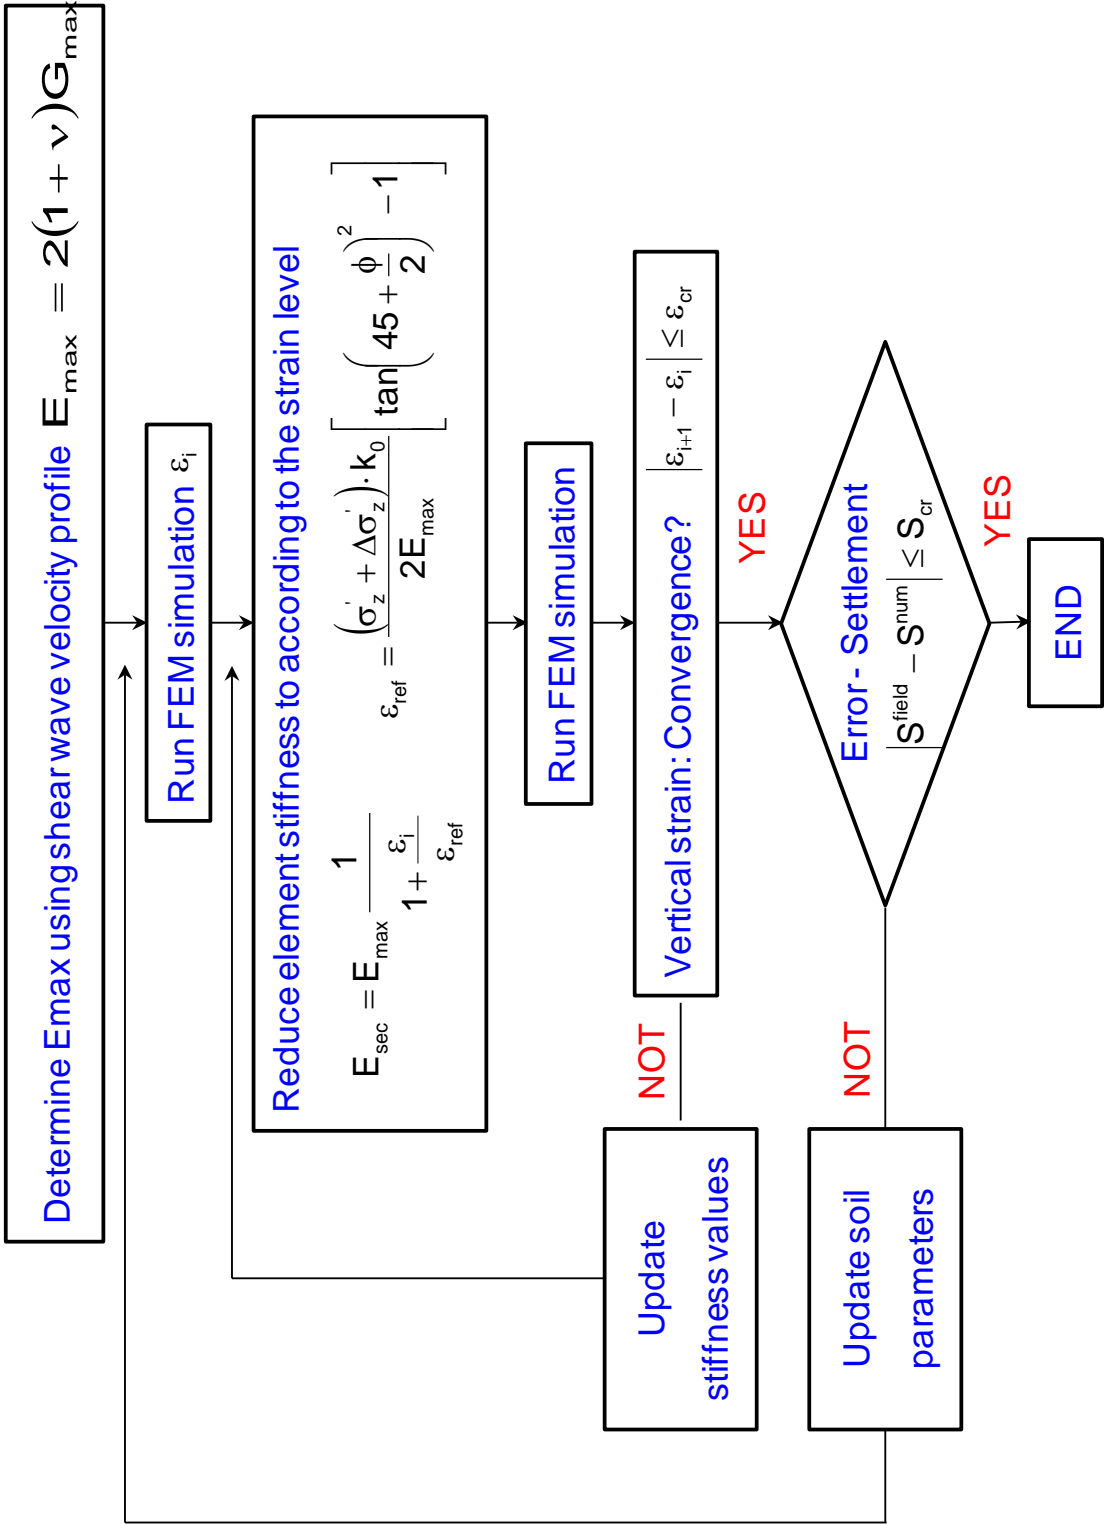 Determine Emax using shear wave velocity profile E_max = 2(1 + ν)G_max
Run FEM simulation ε_i
Reduce element stiffness to according to the strain level
E_sec = E_max 1 / (1 + ε_i / ε_ref)
ε_ref = (σ'_z + Δσ'_z) · k_0 / 2E_max [tan(45 + ϕ/2)^2 − 1]
Run FEM simulation
Vertical strain: Convergence? |ε_i+1 − ε_i| ≤ ε_cr
NOT
YES
Update
stiffness values
Error - Settlement
|S^field − S^num| ≤ S_cr
NOT
YES
Update soil
parameters
END